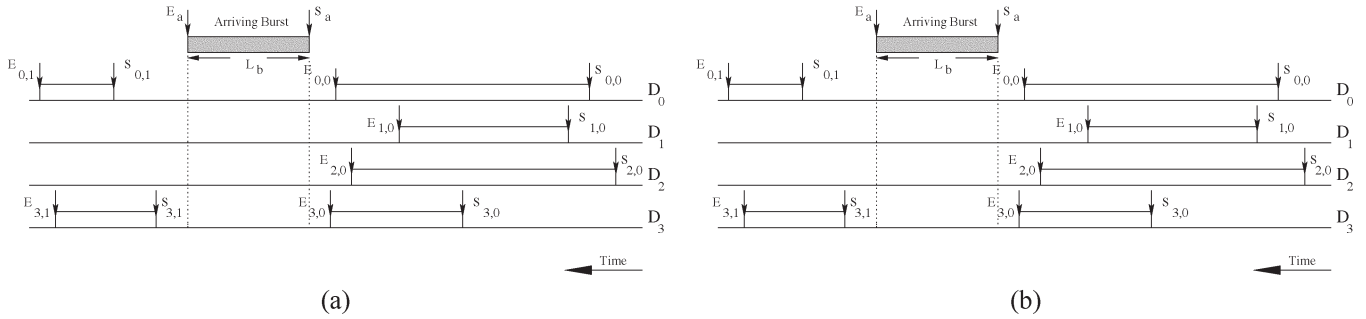 E a Arriving Burst S a
L b
E 0,1 S 0,1 E 0,0 S 0,0 D 0
E 1,0 S 1,0 D 1
E 2,0 S 2,0 D 2
E 3,1 S 3,1 E 3,0 S 3,0 D 3
Time
(a)
E a Arriving Burst S a
L b
E 0,1 S 0,1 E 0,0 S 0,0 D 0
E 1,0 S 1,0 D 1
E 2,0 S 2,0 D 2
E 3,1 S 3,1 E 3,0 S 3,0 D 3
Time
(b)